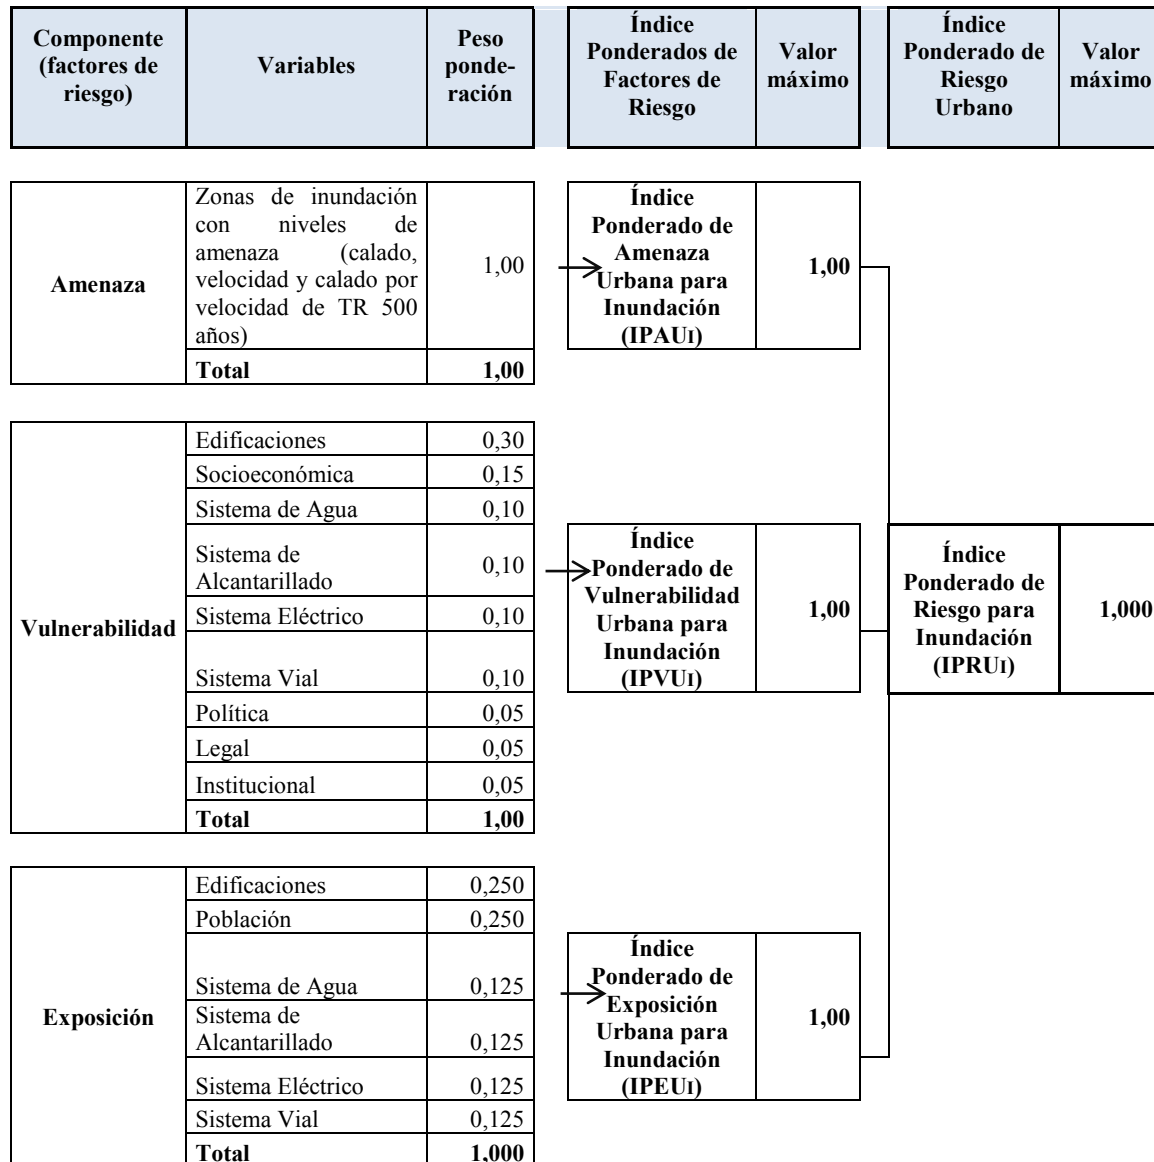 Componente
(factores de
riesgo)
Variables
Peso
ponde-
ración
Índice
Ponderados de
Factores de
Riesgo
Valor
máximo
Índice
Ponderado de
Riesgo
Urbano
Valor
máximo
Amenaza
Zonas de inundación
con niveles de
amenaza (calado,
velocidad y calado por
velocidad de TR 500
años)
1,00
Total 1,00
Índice
Ponderado de
Amenaza
Urbana para
Inundación
(IPAUI)
1,00
Vulnerabilidad
Edificaciones 0,30
Socioeconómica 0,15
Sistema de Agua 0,10
Sistema de
Alcantarillado
0,10
Sistema Eléctrico 0,10
Sistema Vial 0,10
Política 0,05
Legal 0,05
Institucional 0,05
Total 1,00
Índice
Ponderado de
Vulnerabilidad
Urbana para
Inundación
(IPVUI)
1,00
Índice
Ponderado de
Riesgo para
Inundación
(IPRUI)
1,000
Exposición
Edificaciones 0,250
Población 0,250
Sistema de Agua 0,125
Sistema de
Alcantarillado 0,125
Sistema Eléctrico 0,125
Sistema Vial 0,125
Total 1,000
Índice
Ponderado de
Exposición
Urbana para
Inundación
(IPEUI)
1,00